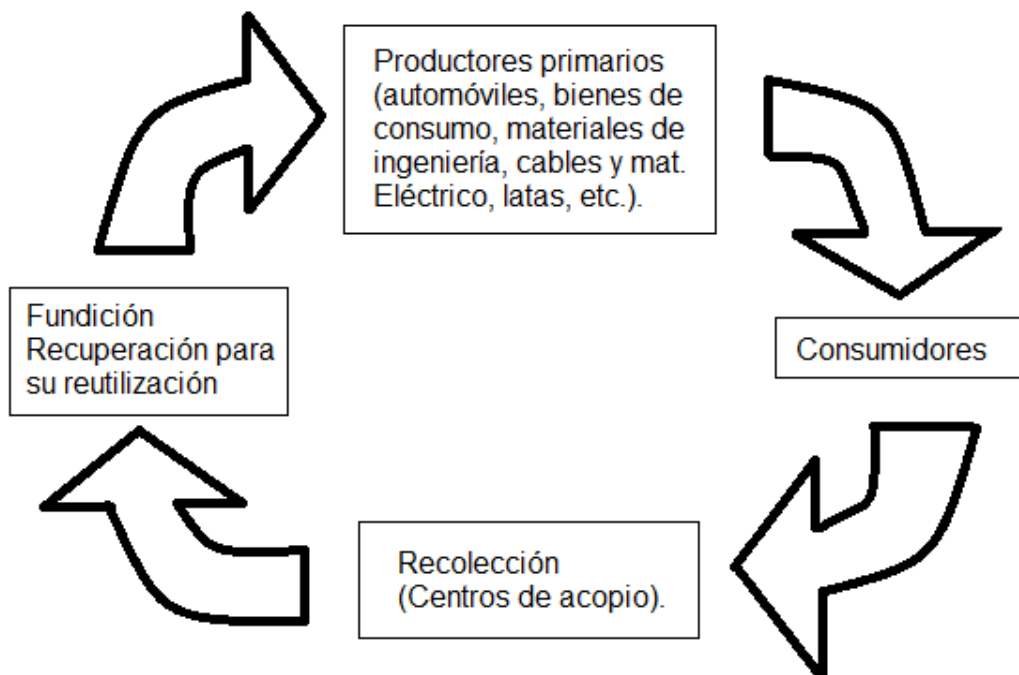 Productores primarios
(automóviles, bienes de
consumo, materiales de
ingeniería, cables y mat.
Eléctrico, latas, etc.).
Fundición
Recuperación para
su reutilización
Consumidores
Recolección
(Centros de acopio).